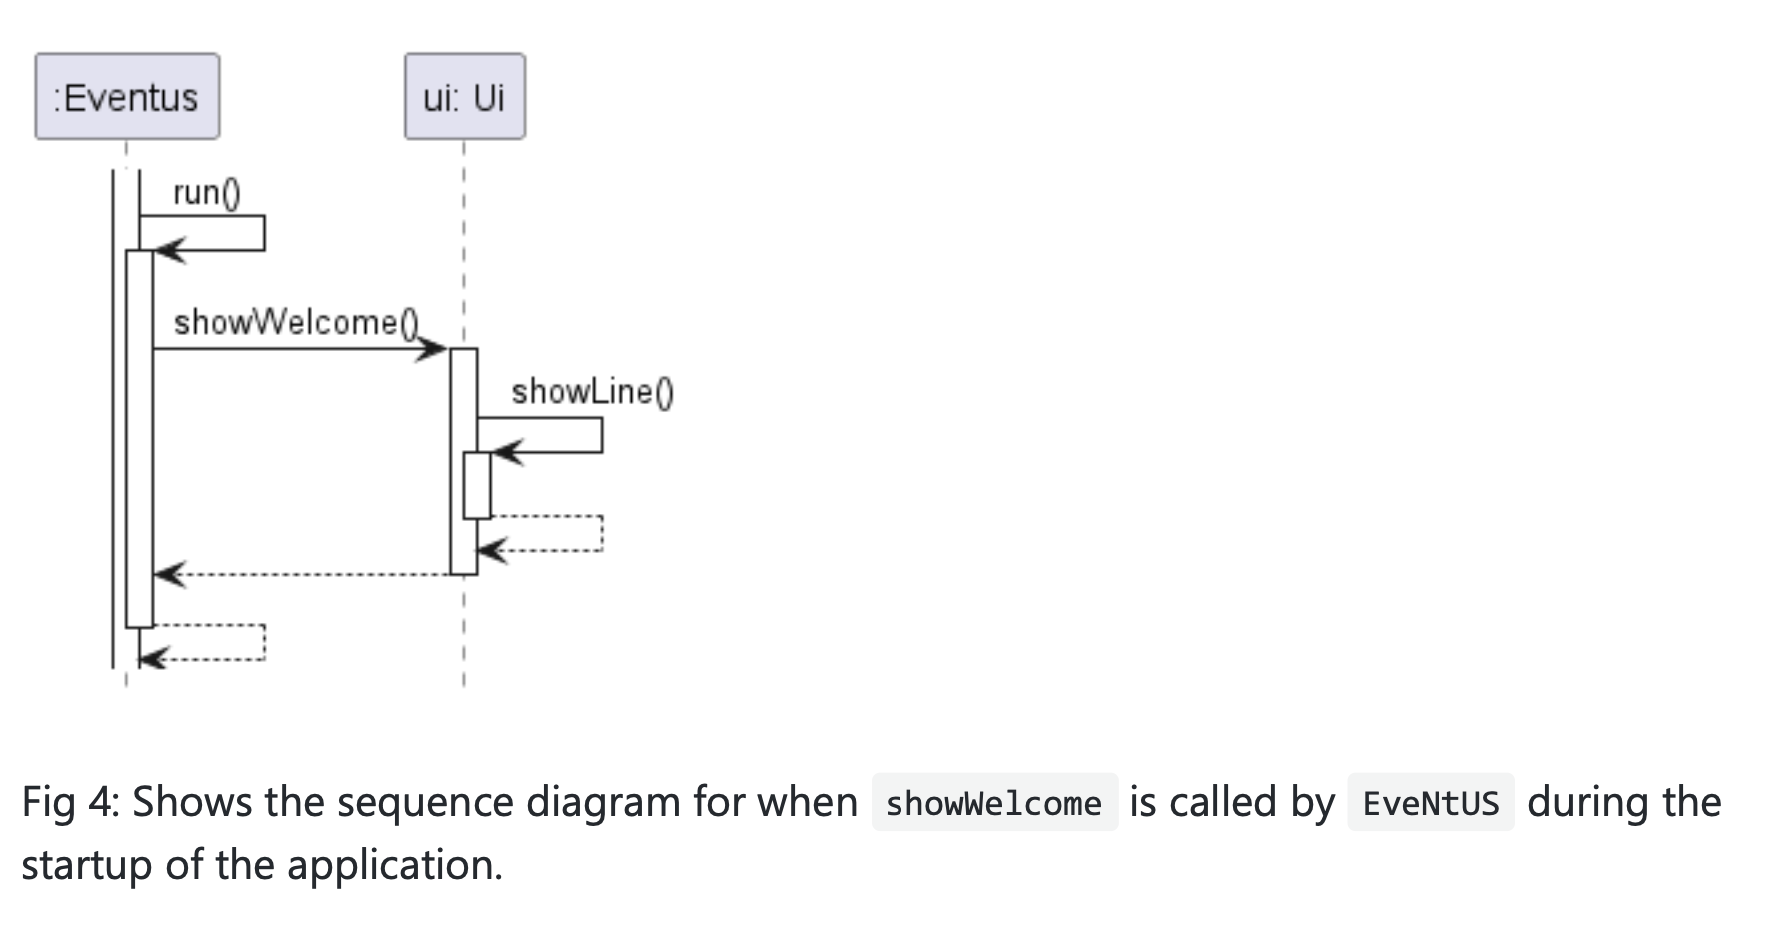 :Eventus
ui: Ui
run()
showWelcome()
showLine()
Fig 4: Shows the sequence diagram for when showWelcome is called by EveNtUS during the
startup of the application.